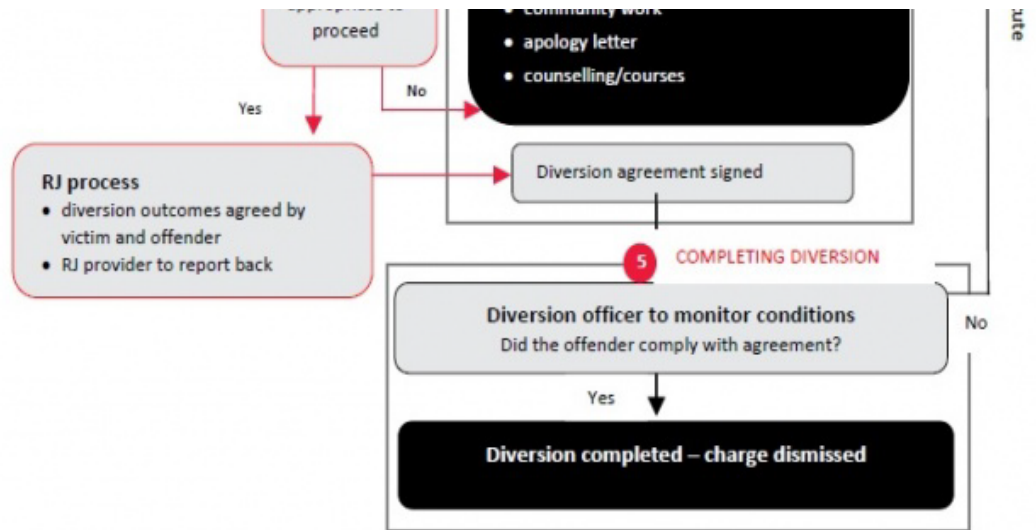 proceed
• community work
• apology letter
• counselling/courses
Yes
No
RJ process
• diversion outcomes agreed by
victim and offender
• RJ provider to report back
Diversion agreement signed
5
COMPLETING DIVERSION
Diversion officer to monitor conditions
Did the offender comply with agreement?
No
Yes
Diversion completed – charge dismissed